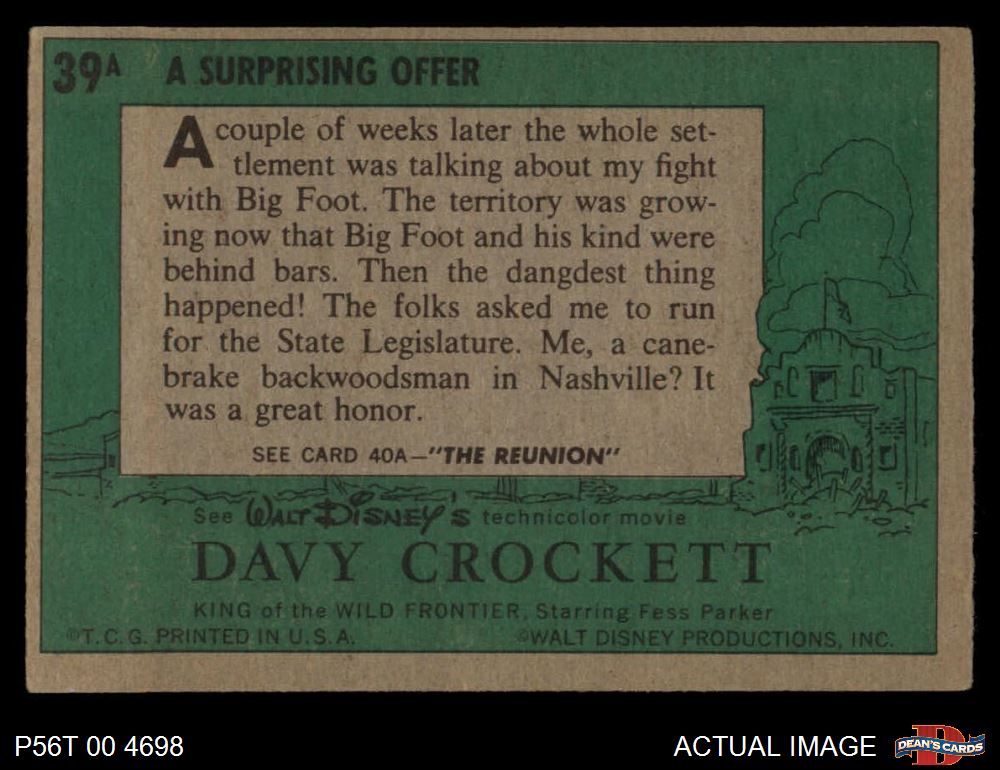 39A A SURPRISING OFFER
A couple of weeks later the whole set-
tlement was talking about my fight
with Big Foot. The territory was grow-
ing now that Big Foot and his kind were
behind bars. Then the dangdest thing
happened! The folks asked me to run
for the State Legislature. Me, a cane-
brake backwoodsman in Nashville? It
was a great honor.
SEE CARD 40A—"THE REUNION"
See WALT DISNEY'S technicolor movie
DAVY CROCKETT
KING of the WILD FRONTIER, Starring Fess Parker
©T.C.G. PRINTED IN U.S.A. ©WALT DISNEY PRODUCTIONS, INC.
P56T 00 4698 ACTUAL IMAGE DEAN'S CARDS